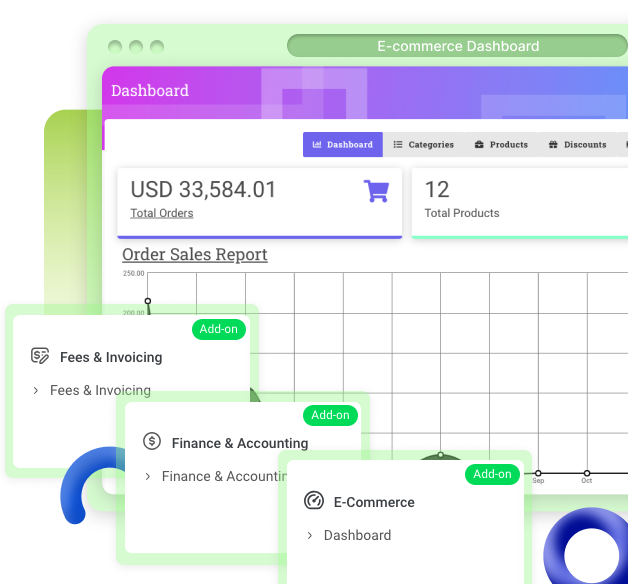 E-commerce Dashboard
Dashboard
Dashboard Categories Products Discounts
USD 33,584.01
Total Orders
12
Total Products
Order Sales Report
250.00
200.00
Sep Oct
Add-on
Fees & Invoicing
Fees & Invoicing
Add-on
Finance & Accounting
Finance & Accountin
Add-on
E-Commerce
Dashboard